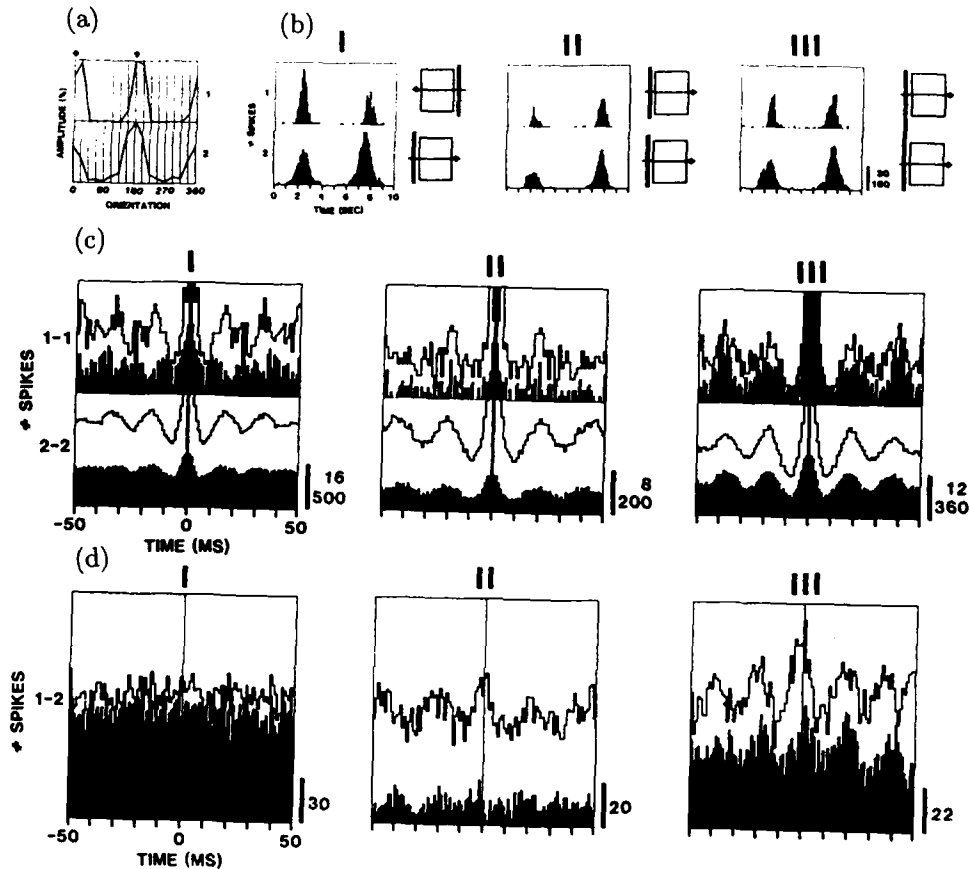 (a)
(b)
I
II
III
AMPLITUDE (%)
1
2
0 90 180 270 360
ORIENTATION
# SPIKES
1
2
0 2 4 6 8 10
TIME (SEC)
160
(c)
I
II
III
# SPIKES
1-1
2-2
16
500
8
200
12
360
-50 0 50
TIME (MS)
(d)
I
II
III
# SPIKES
1-2
30
20
22
-50 0 50
TIME (MS)